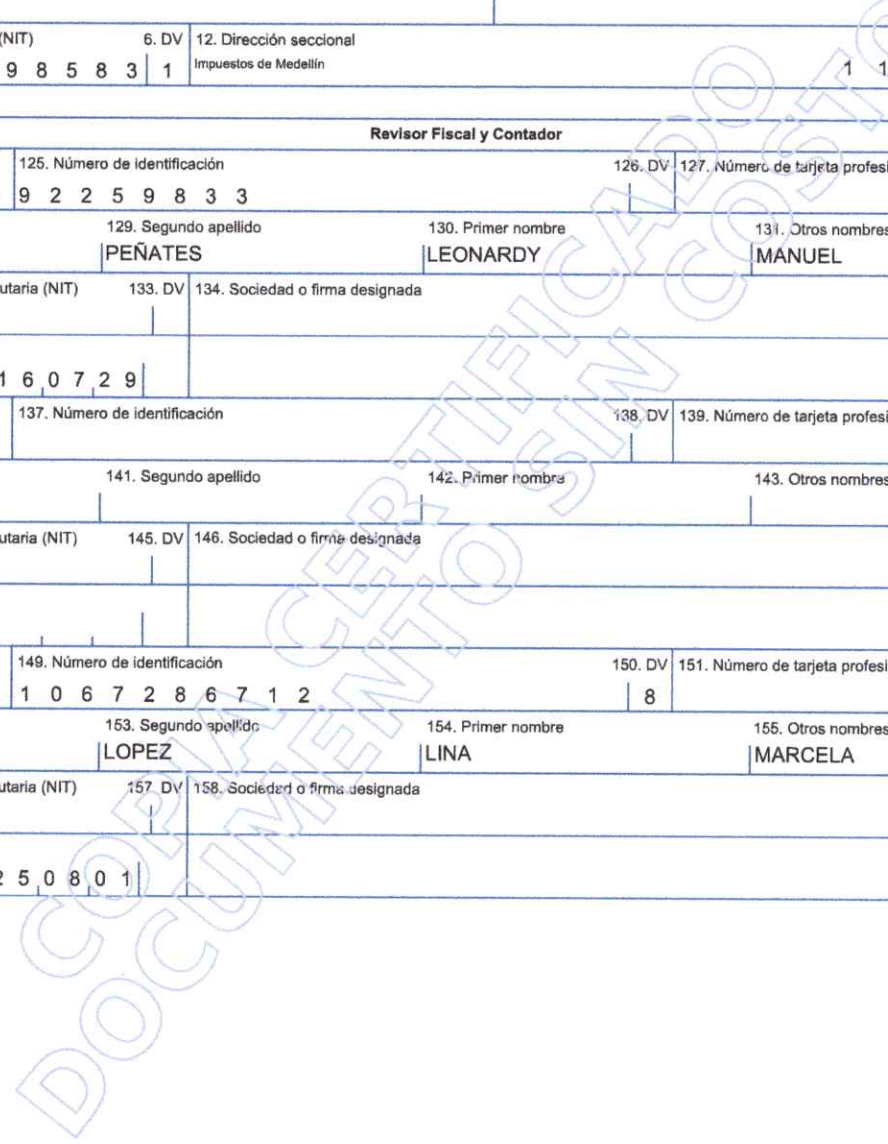 (NIT) 6. DV 12. Dirección seccional
9 8 5 8 3 1 Impuestos de Medellín 1 1
Revisor Fiscal y Contador
125. Número de identificación 126. DV 127. Número de tarjeta profesi
9 2 2 5 9 8 3 3
129. Segundo apellido 130. Primer nombre 131. Otros nombres
PEÑATES LEONARDY MANUEL
utaria (NIT) 133. DV 134. Sociedad o firma designada
1 6 0 7 2 9
137. Número de identificación 138. DV 139. Número de tarjeta profesi
141. Segundo apellido 142. Primer nombre 143. Otros nombres
utaria (NIT) 145. DV 146. Sociedad o firma designada
149. Número de identificación 150. DV 151. Número de tarjeta profesi
1 0 6 7 2 8 6 7 1 2 8
153. Segundo apellido 154. Primer nombre 155. Otros nombres
LOPEZ LINA MARCELA
utaria (NIT) 157. DV 158. Sociedad o firma designada
2 5 0 8 0 1
COPIA CERTIFICADO
DOCUMENTO SIN COSTO